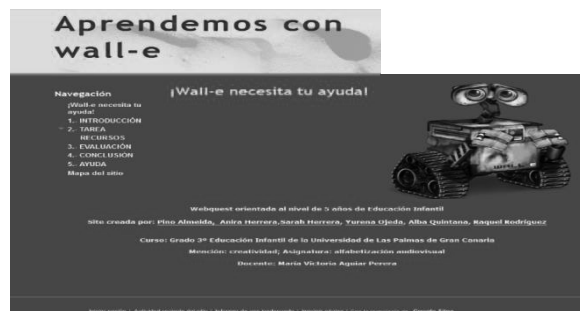 Aprendemos con
wall-e
Navegación
¡Wall-e necesita tu
ayuda!
1. INTRODUCCIÓN
2. TAREA
RECURSOS
3. EVALUACIÓN
4. CONCLUSIÓN
5. AYUDA
Mapa del sitio
¡Wall-e necesita tu ayuda!
WALL-E
Webquest orientada al nivel de 5 años de Educación Infantil
Site creada por: Pino Almeida, Anira Herrera,Sarah Herrera, Yurena Ojeda, Alba Quintana, Raquel Rodríguez
Curso: Grado 3º Educación Infantil de la Universidad de Las Palmas de Gran Canaria
Mención: creatividad; Asignatura: alfabetización audiovisual
Docente: María Victoria Aguiar Perera